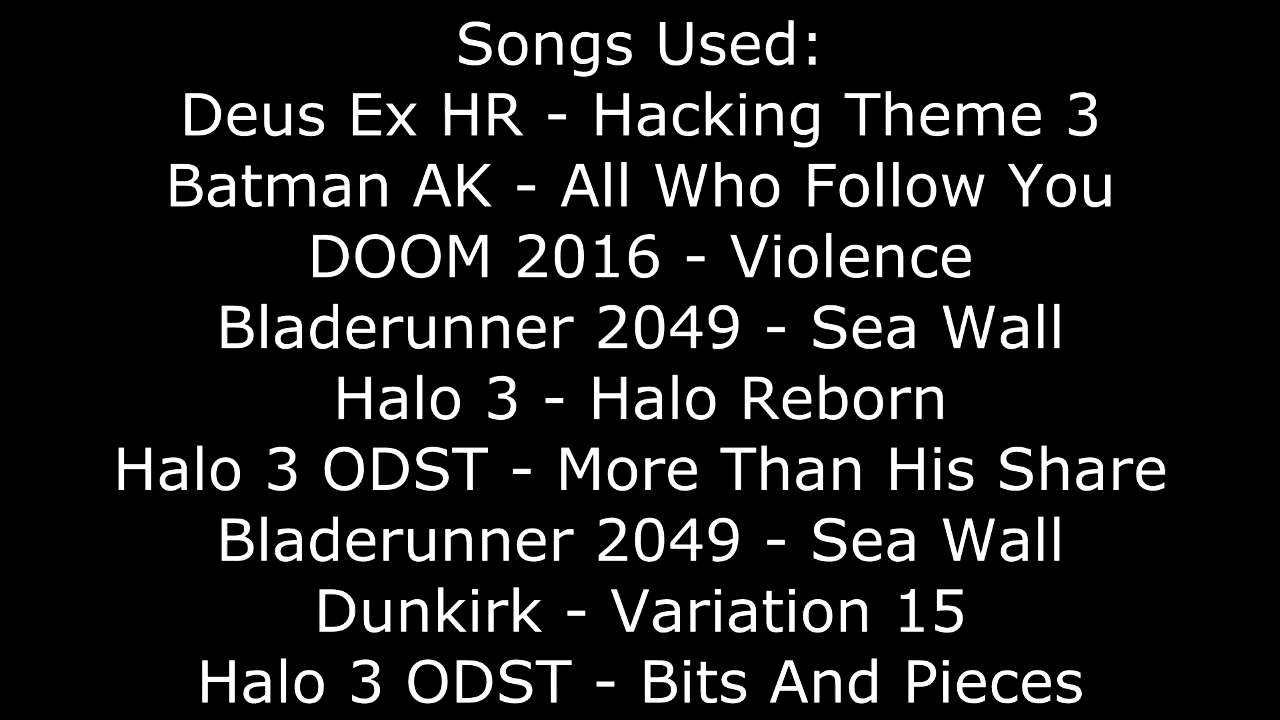 Songs Used:
Deus Ex HR - Hacking Theme 3
Batman AK - All Who Follow You
DOOM 2016 - Violence
Bladerunner 2049 - Sea Wall
Halo 3 - Halo Reborn
Halo 3 ODST - More Than His Share
Bladerunner 2049 - Sea Wall
Dunkirk - Variation 15
Halo 3 ODST - Bits And Pieces